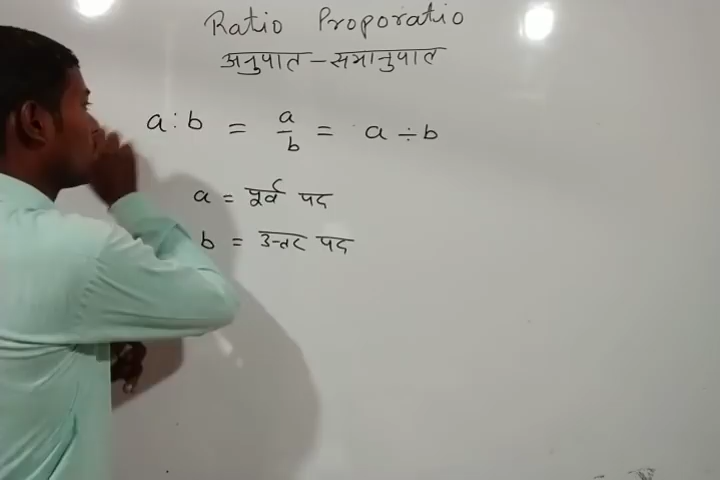 Ratio Proporatio
अनुपात - समानुपात
a : b = a/b = a ÷ b
a = पूर्व पद
b = उत्तर पद